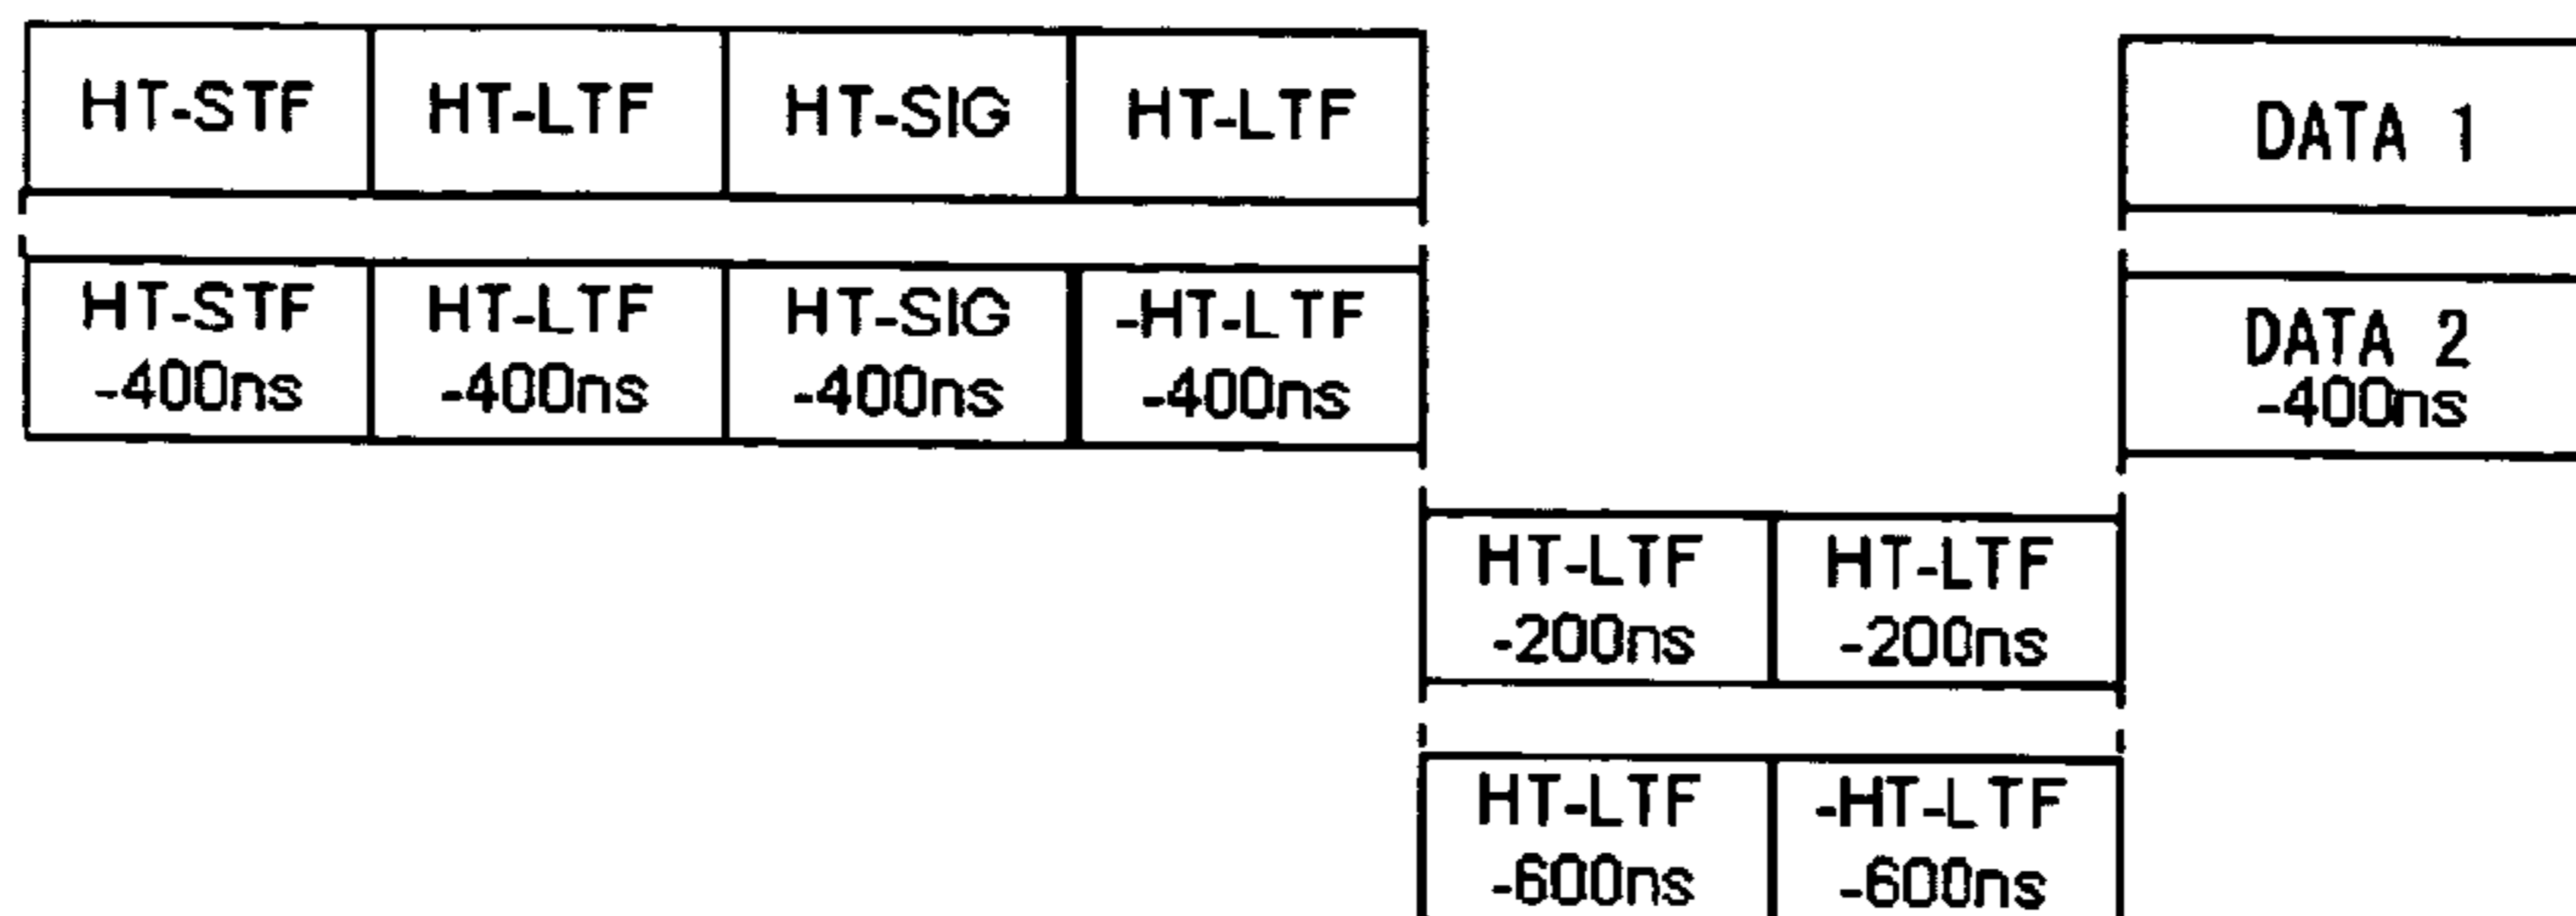 HT-STF HT-LTF HT-SIG HT-LTF DATA 1
HT-STF HT-LTF HT-SIG -HT-LTF DATA 2
-400ns -400ns -400ns -400ns -400ns
HT-LTF HT-LTF
-200ns -200ns
HT-LTF -HT-LTF
-600ns -600ns